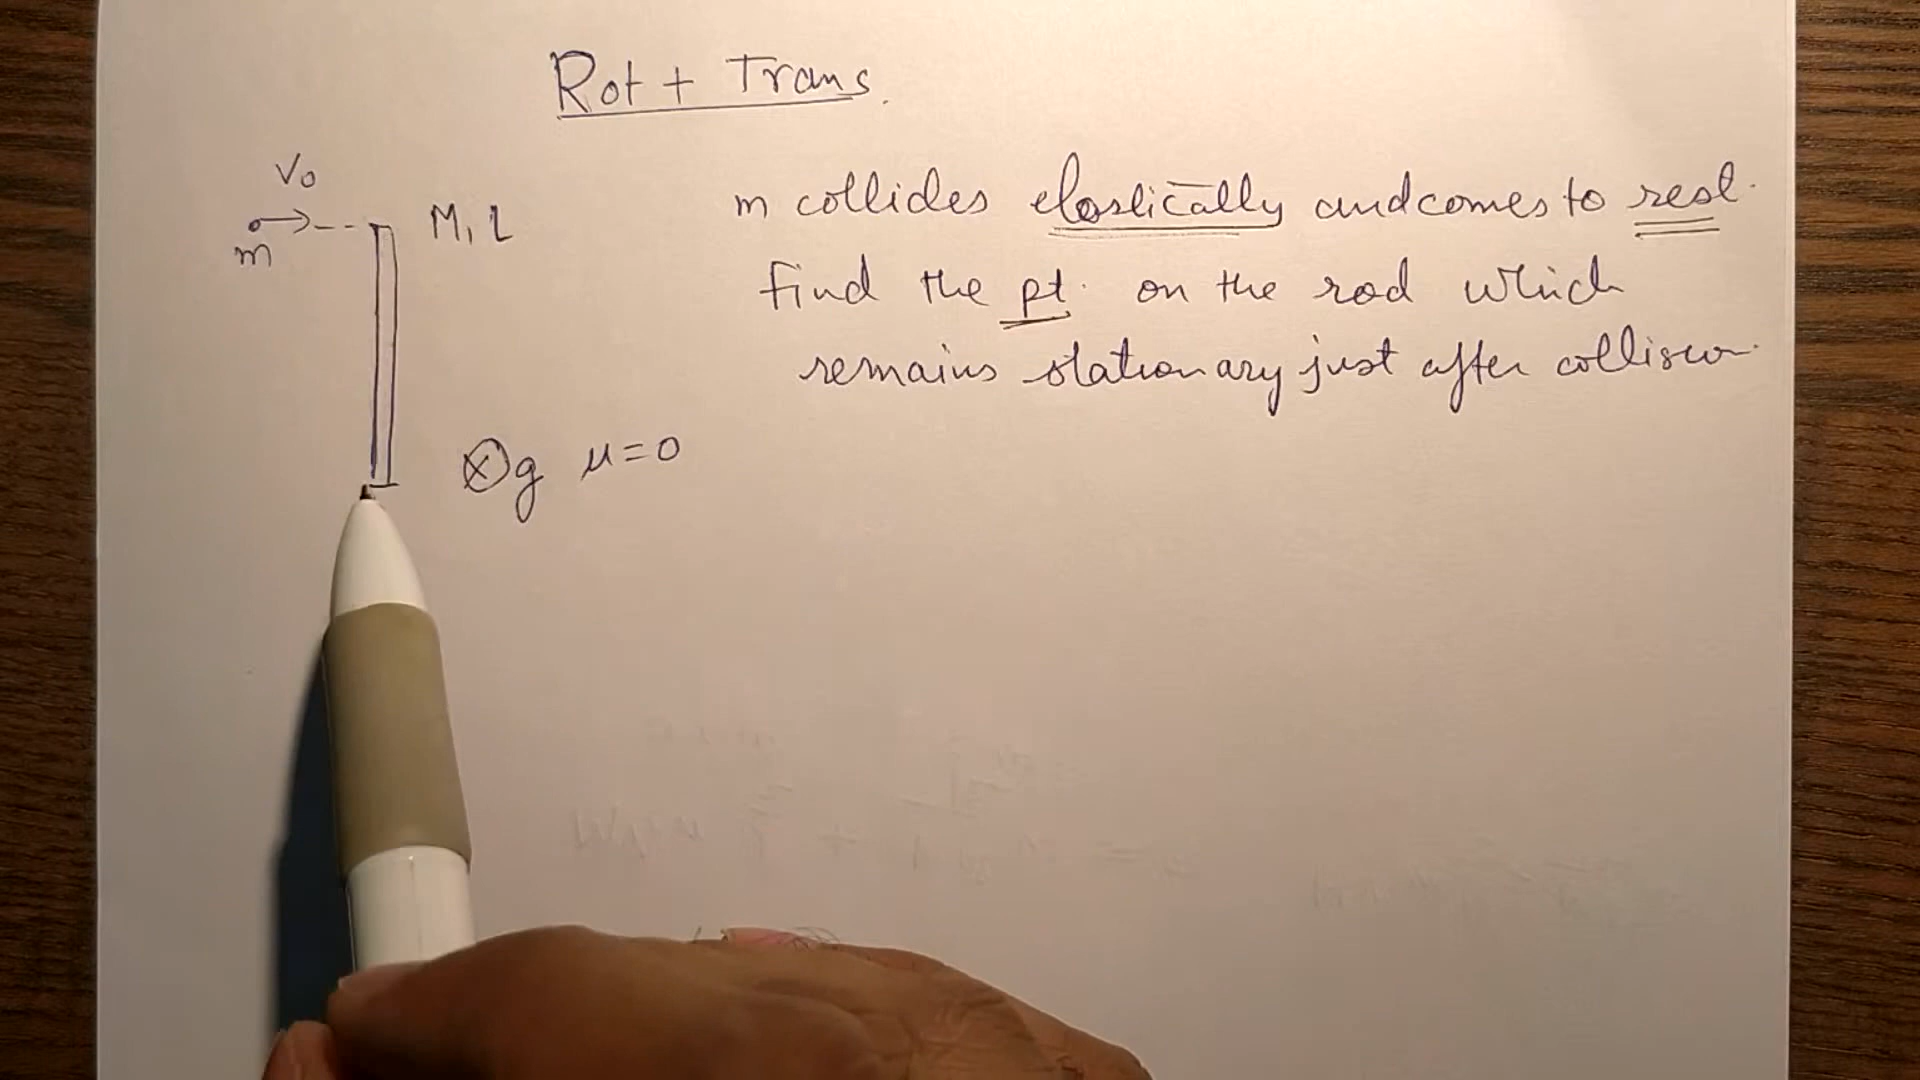 Rot + Trans.
V₀
m
M, L
m collides elastically and comes to rest.
find the pt. on the rod which
remains stationary just after collision.
⊗g μ=0